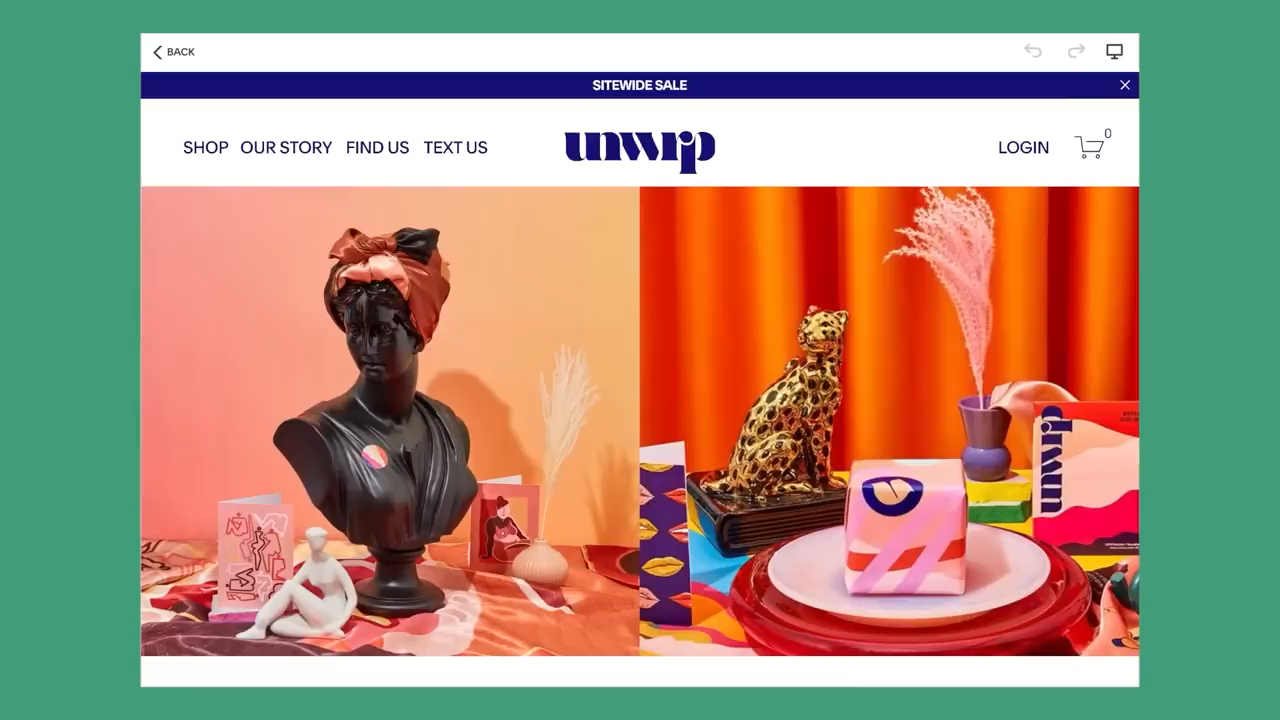 BACK
SITEWIDE SALE
SHOP OUR STORY FIND US TEXT US
unwrp
LOGIN
0
unwrp